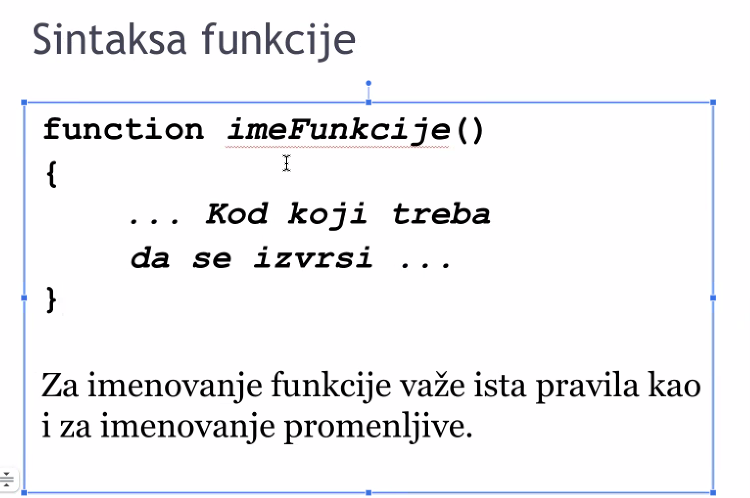 Sintaksa funkcije
function imeFunkcije()
{
... Kod koji treba
da se izvrsi ...
}
Za imenovanje funkcije važe ista pravila kao
i za imenovanje promenljive.